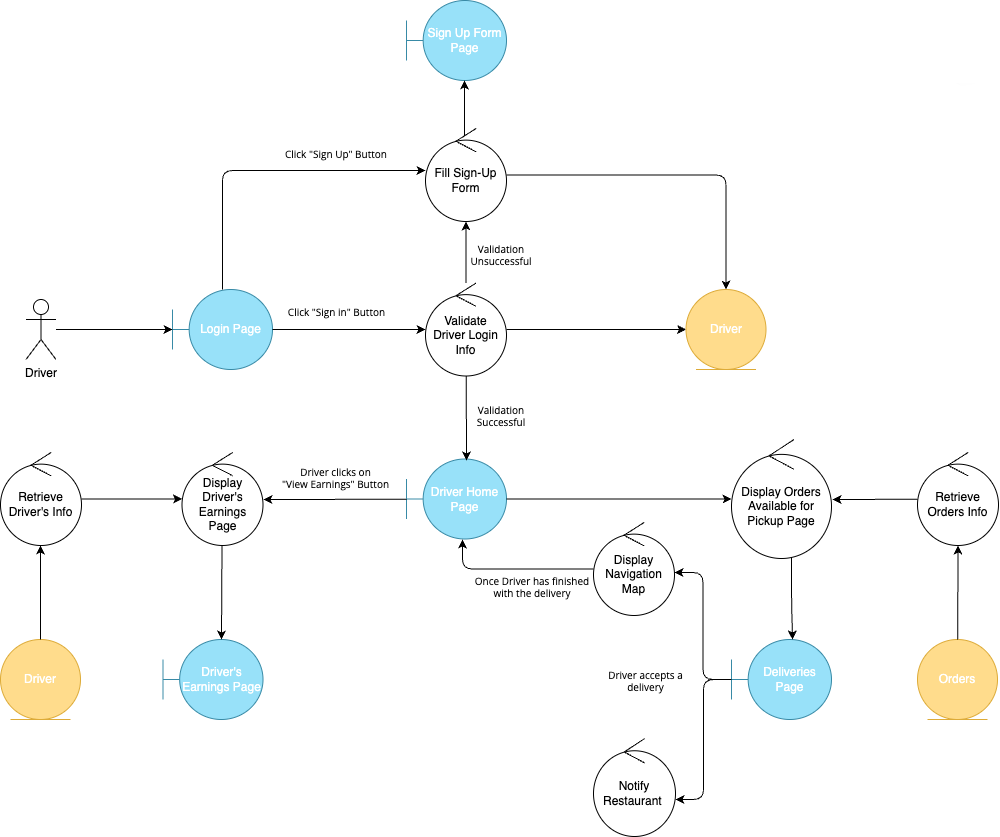 Sign Up Form
Page
Click "Sign Up" Button
Fill Sign-Up
Form
Validation
Unsuccessful
Driver
Login Page
Click "Sign in" Button
Validate
Driver Login
Info
Driver
Validation
Successful
Retrieve
Driver's Info
Display
Driver's
Earnings
Page
Driver clicks on
"View Earnings" Button
Driver Home
Page
Display Orders
Available for
Pickup Page
Retrieve
Orders Info
Display
Navigation
Map
Once Driver has finished
with the delivery
Driver
Driver's
Earnings Page
Driver accepts a
delivery
Deliveries
Page
Orders
Notify
Restaurant